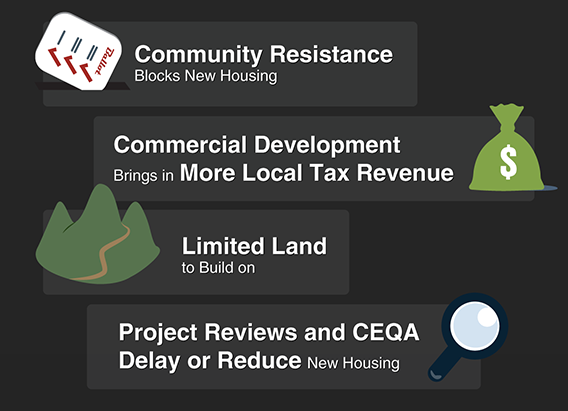 Ballot
Community Resistance
Blocks New Housing
Commercial Development
Brings in More Local Tax Revenue
$
Limited Land
to Build on
Project Reviews and CEQA
Delay or Reduce New Housing